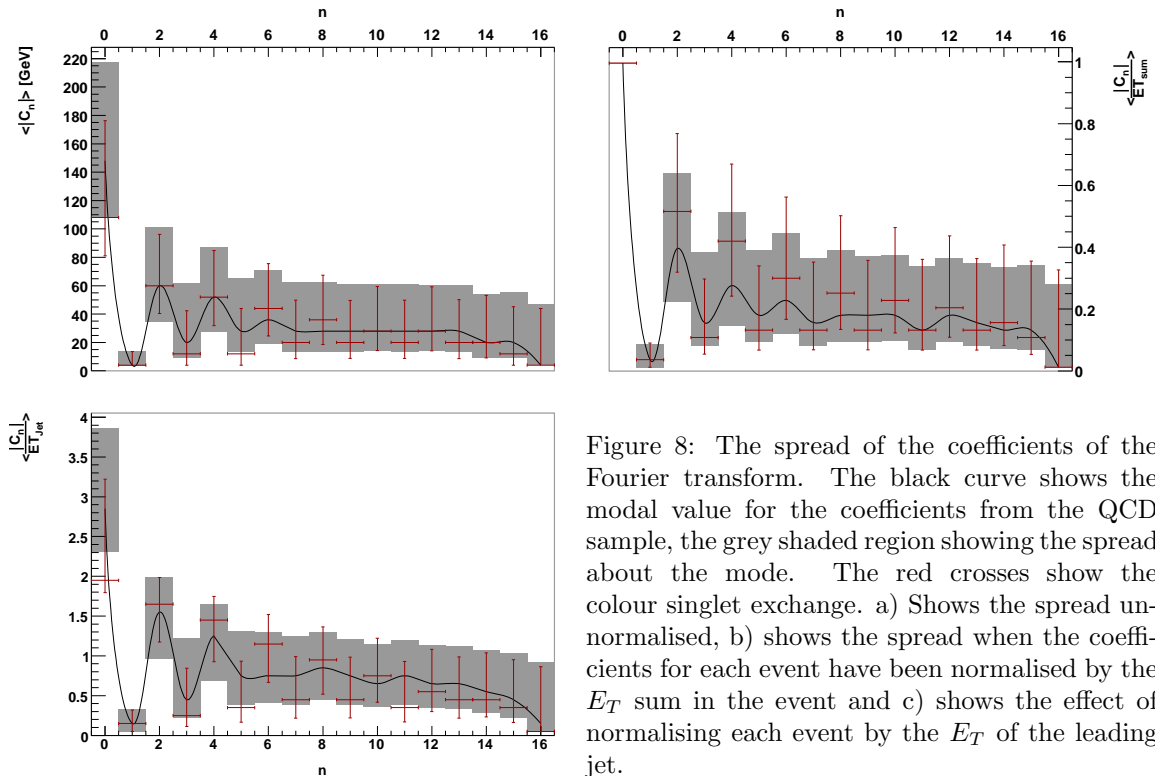 n
0 2 4 6 8 10 12 14 16
<|C_n|> [GeV]
220
200
180
160
140
120
100
80
60
40
20
0
n
0 2 4 6 8 10 12 14 16
<|C_n|/ET_sum>
1
0.8
0.6
0.4
0.2
0
<|C_n|/ET_Jet>
4
3.5
3
2.5
2
1.5
1
0.5
0
0 2 4 6 8 10 12 14 16
n
Figure 8: The spread of the coefficients of the
Fourier transform. The black curve shows the
modal value for the coefficients from the QCD
sample, the grey shaded region showing the spread
about the mode. The red crosses show the
colour singlet exchange. a) Shows the spread un-
normalised, b) shows the spread when the coeffi-
cients for each event have been normalised by the
E_T sum in the event and c) shows the effect of
normalising each event by the E_T of the leading
jet.